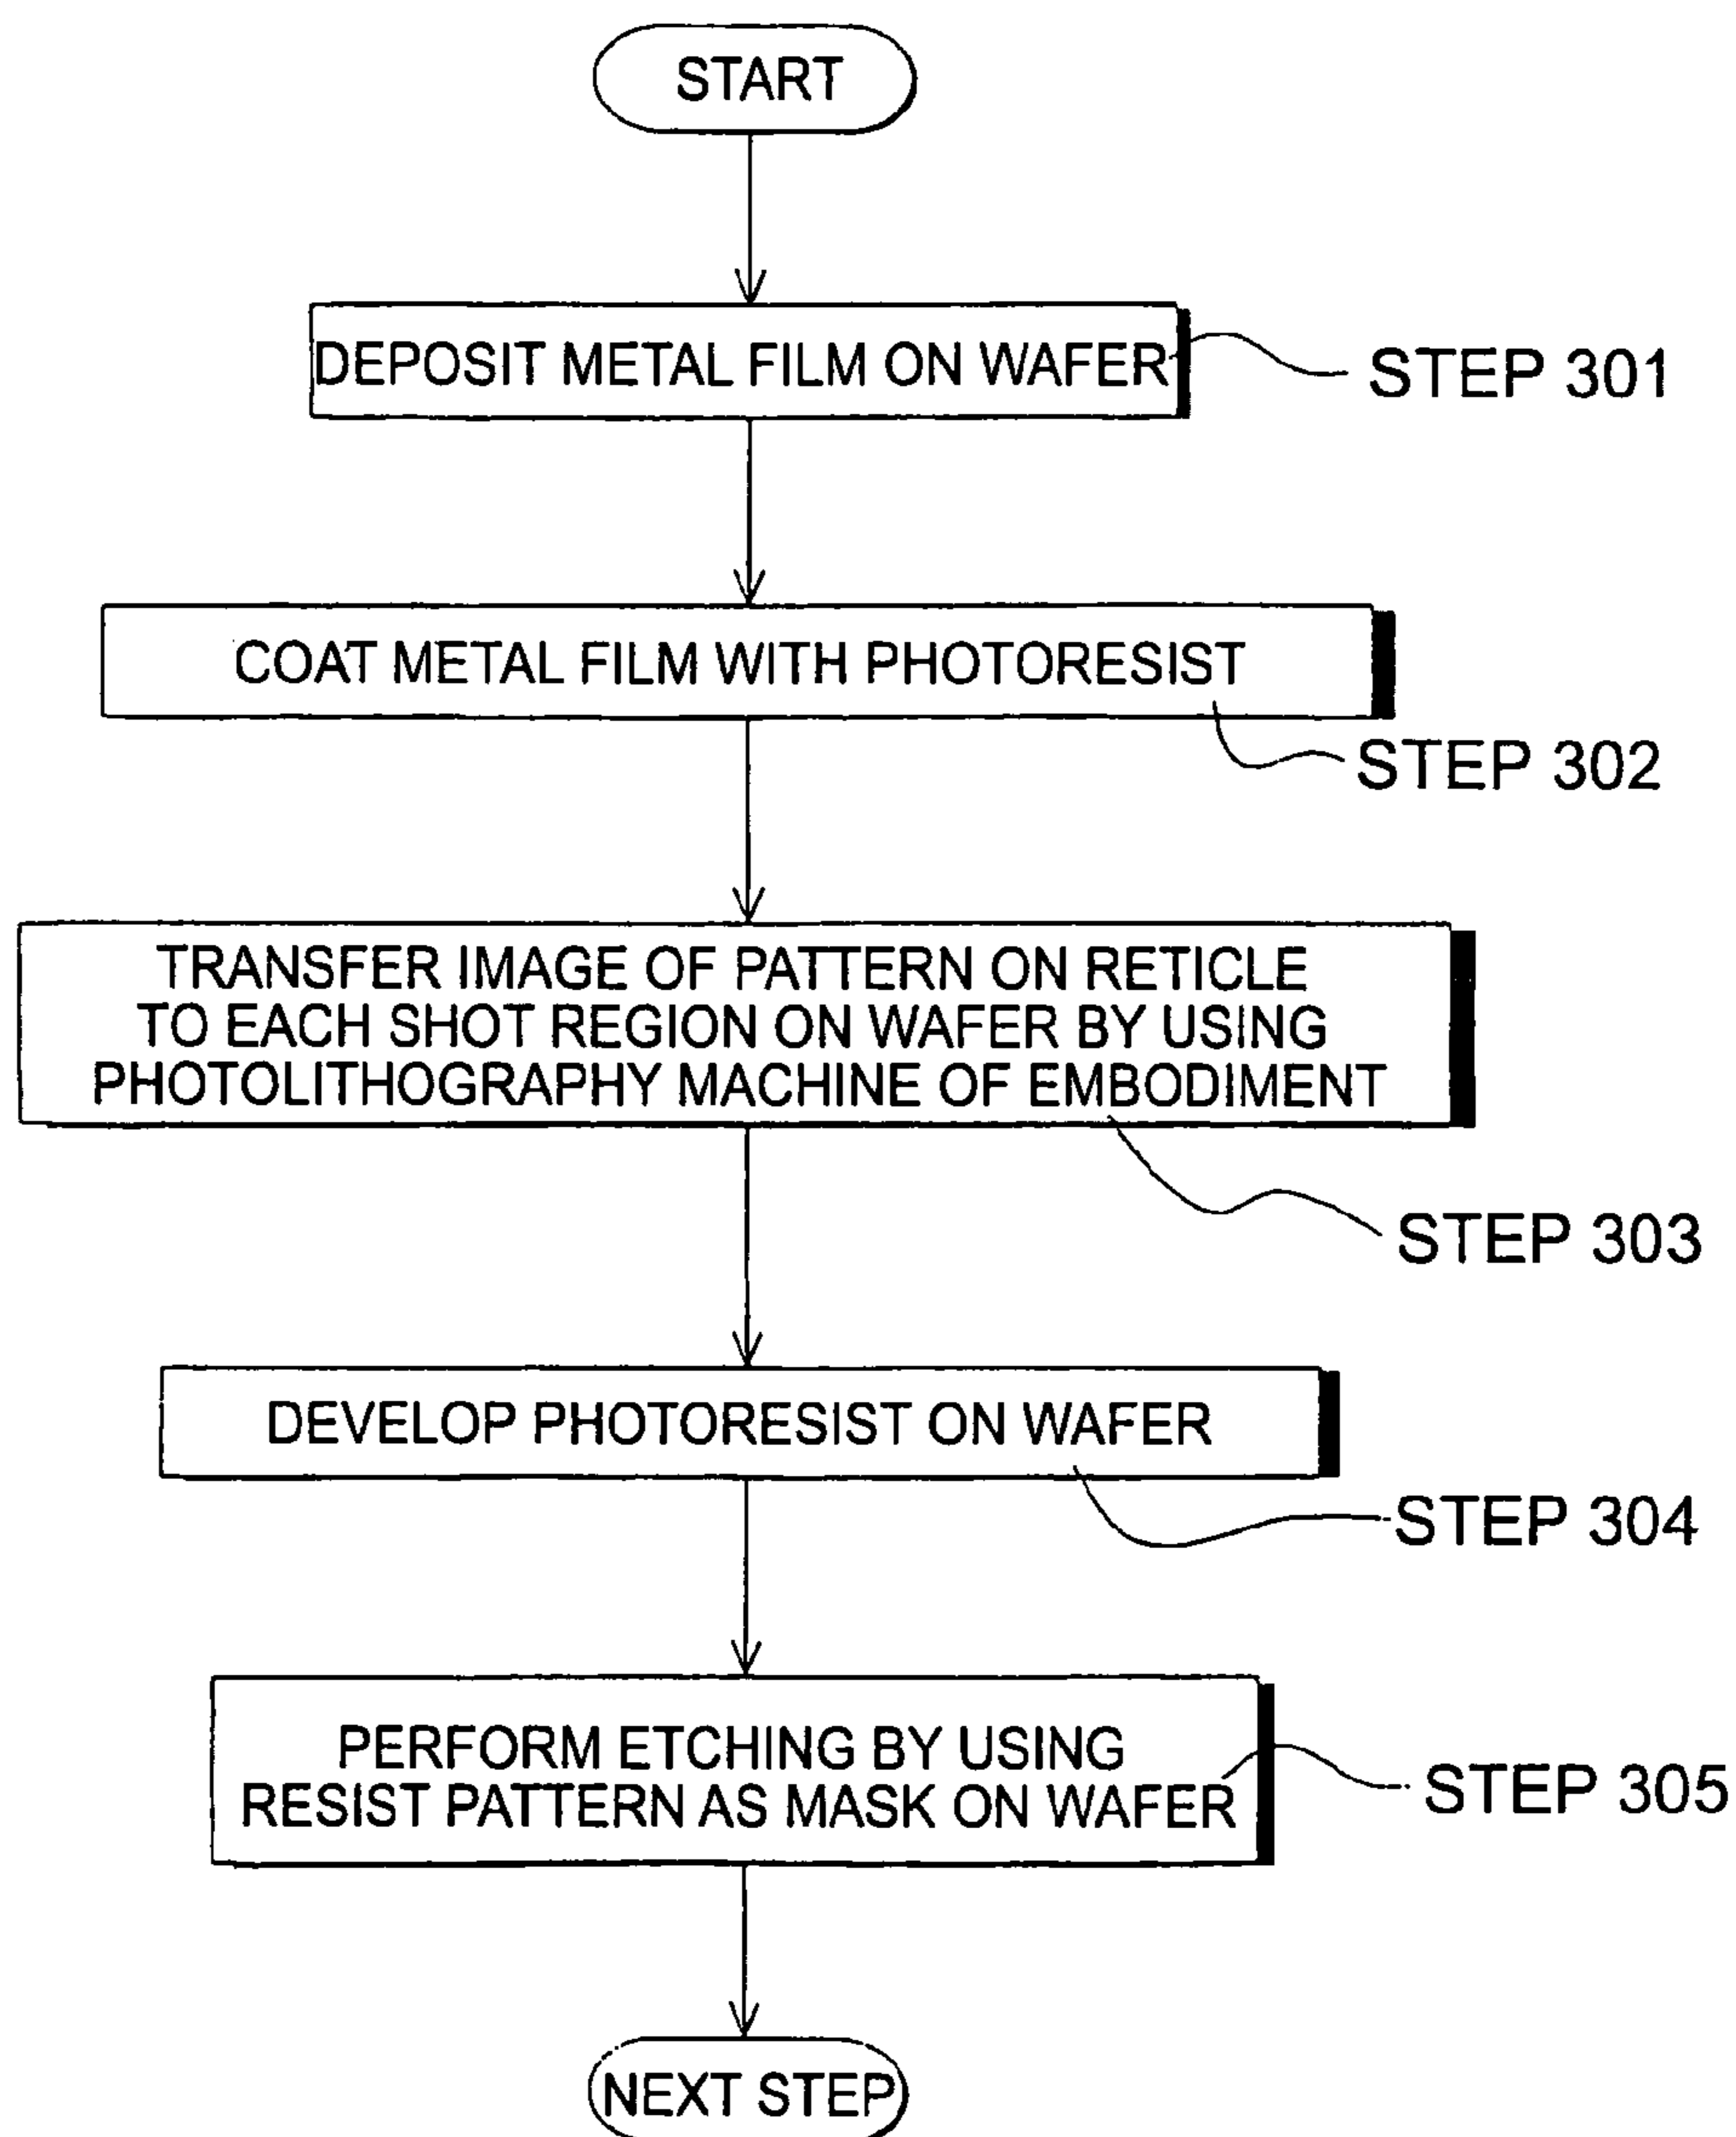 START
DEPOSIT METAL FILM ON WAFER
STEP 301
COAT METAL FILM WITH PHOTORESIST
STEP 302
TRANSFER IMAGE OF PATTERN ON RETICLE
TO EACH SHOT REGION ON WAFER BY USING
PHOTOLITHOGRAPHY MACHINE OF EMBODIMENT
STEP 303
DEVELOP PHOTORESIST ON WAFER
STEP 304
PERFORM ETCHING BY USING
RESIST PATTERN AS MASK ON WAFER
STEP 305
NEXT STEP